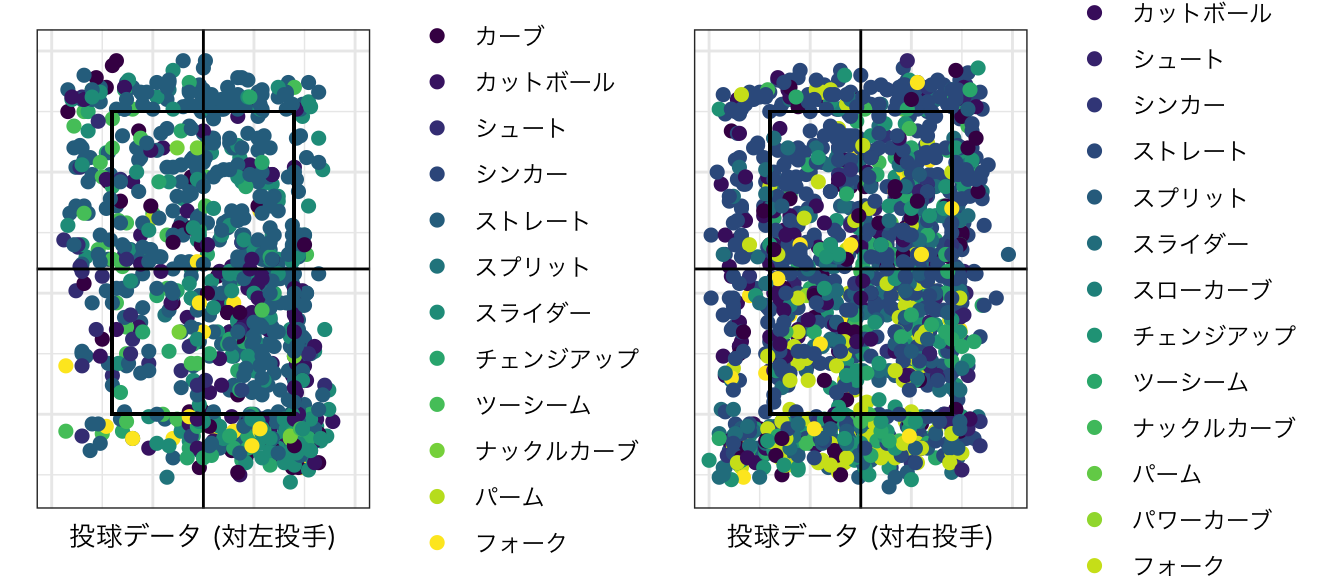 カーブ
カットボール
シュート
シンカー
ストレート
スプリット
スライダー
チェンジアップ
ツーシーム
ナックルカーブ
パーム
フォーク
投球データ (対左投手)
カットボール
シュート
シンカー
ストレート
スプリット
スライダー
スローカーブ
チェンジアップ
ツーシーム
ナックルカーブ
パーム
パワーカーブ
フォーク
投球データ (対右投手)